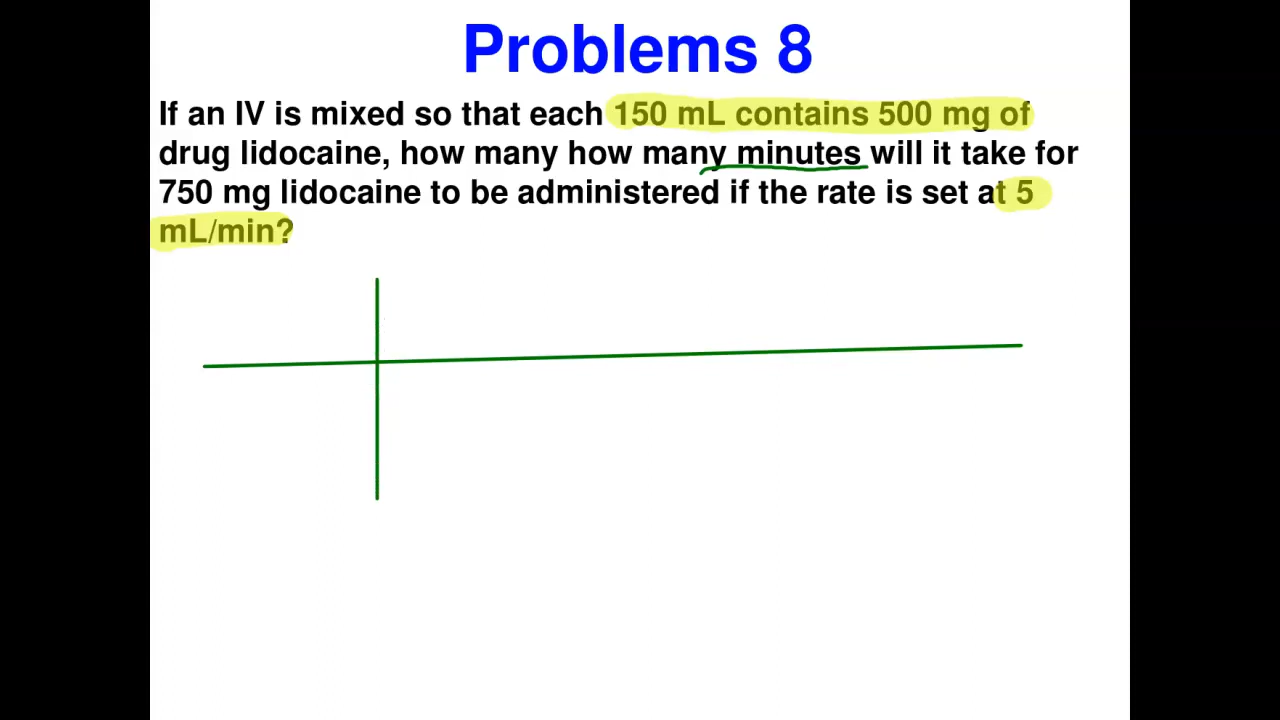 Problems 8
If an IV is mixed so that each 150 mL contains 500 mg of
drug lidocaine, how many how many minutes will it take for
750 mg lidocaine to be administered if the rate is set at 5
mL/min?